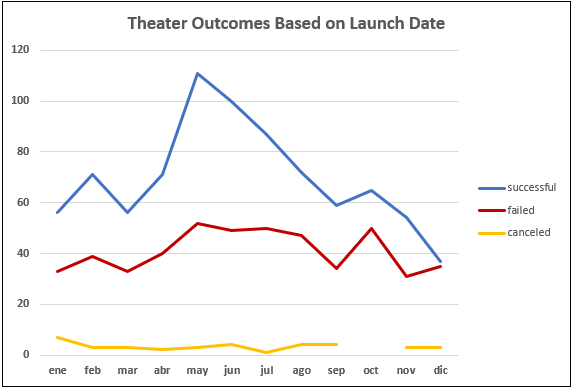 Theater Outcomes Based on Launch Date
120
100
80
60
40
20
0
ene feb mar abr may jun jul ago sep oct nov dic
successful
failed
canceled